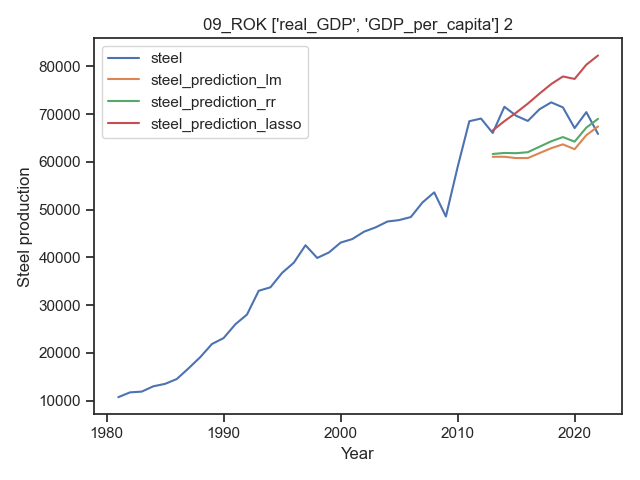 09_ROK ['real_GDP', 'GDP_per_capita'] 2
steel
steel_prediction_lm
steel_prediction_rr
steel_prediction_lasso
Steel production
80000
70000
60000
50000
40000
30000
20000
10000
1980 1990 2000 2010 2020
Year